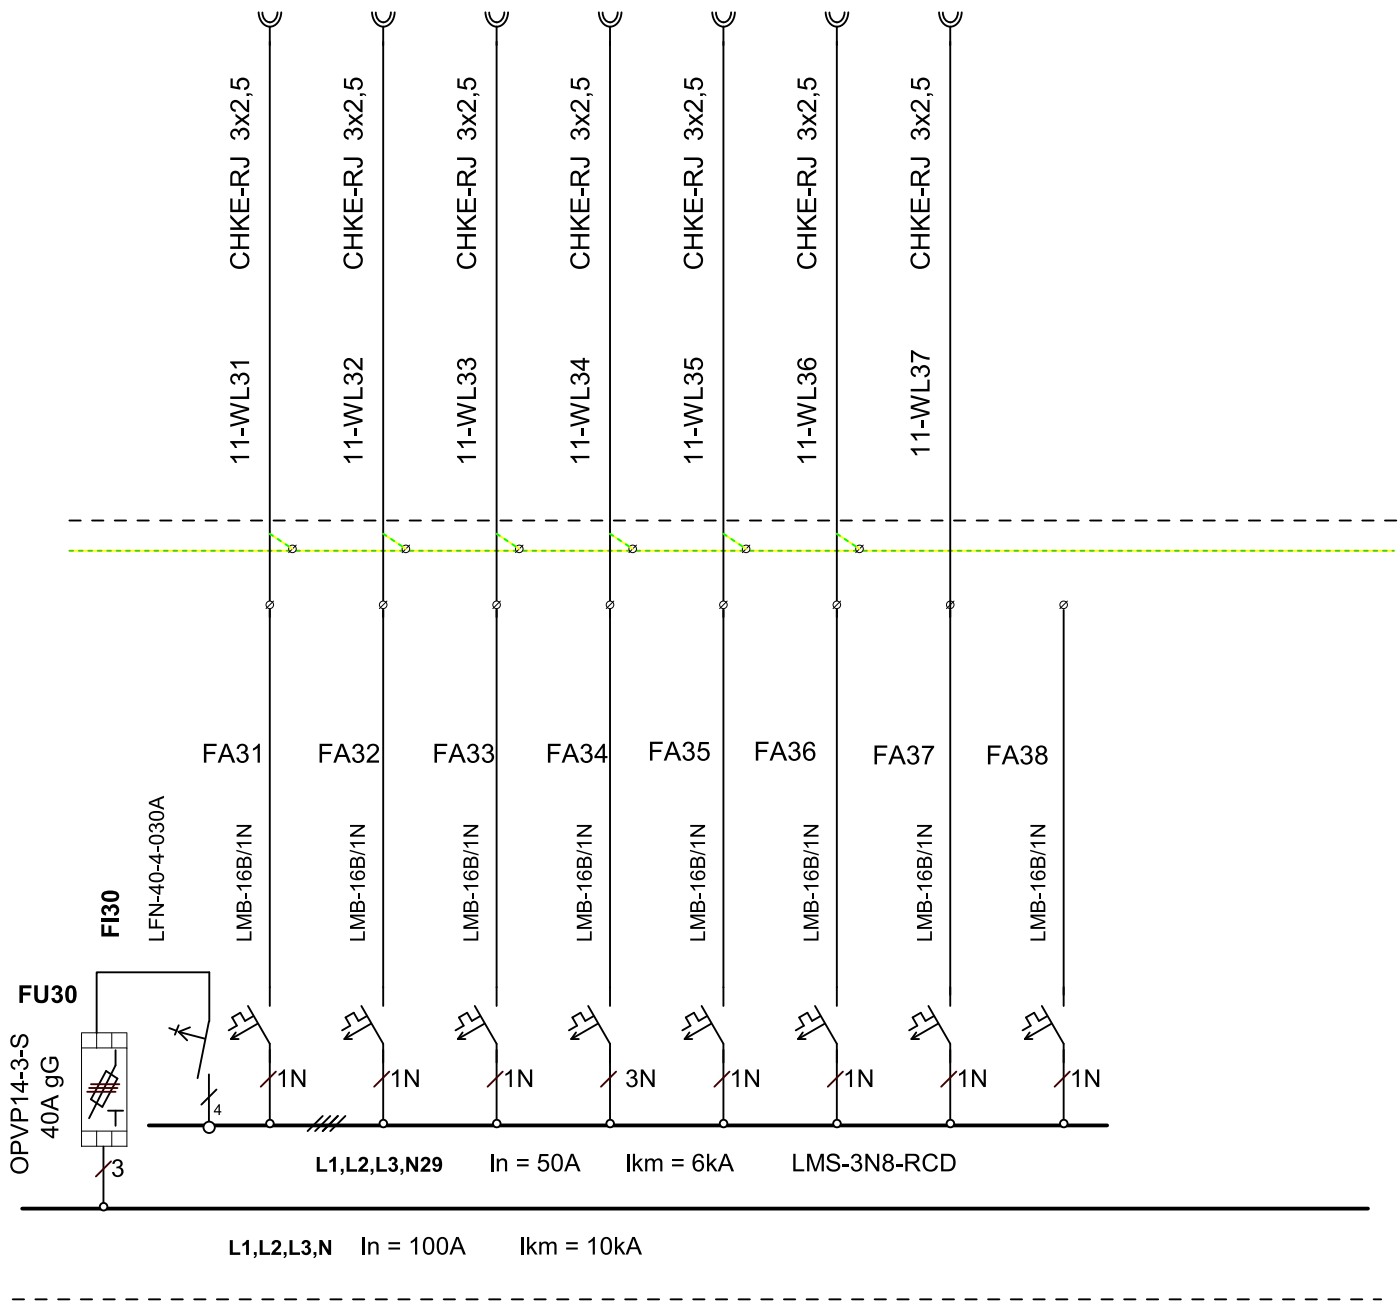 CHKE-RJ 3x2,5
CHKE-RJ 3x2,5
CHKE-RJ 3x2,5
CHKE-RJ 3x2,5
CHKE-RJ 3x2,5
CHKE-RJ 3x2,5
CHKE-RJ 3x2,5
11-WL31
11-WL32
11-WL33
11-WL34
11-WL35
11-WL36
11-WL37
FA31
FA32
FA33
FA34
FA35
FA36
FA37
FA38
FI30
LFN-40-4-030A
LMB-16B/1N
LMB-16B/1N
LMB-16B/1N
LMB-16B/1N
LMB-16B/1N
LMB-16B/1N
LMB-16B/1N
LMB-16B/1N
FU30
OPVP14-3-S
40A gG
T
1N
1N
1N
3N
1N
1N
1N
1N
4
3
L1,L2,L3,N29 In = 50A Ikm = 6kA LMS-3N8-RCD
L1,L2,L3,N In = 100A Ikm = 10kA